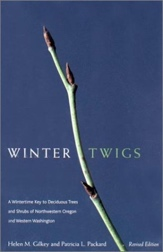 WINTER TWIGS
A Wintertime Key to Deciduous Trees
and Shrubs of Northwestern Oregon
and Western Washington
Helen M. Gilkey and Patricia L. Packard
Revised Edition